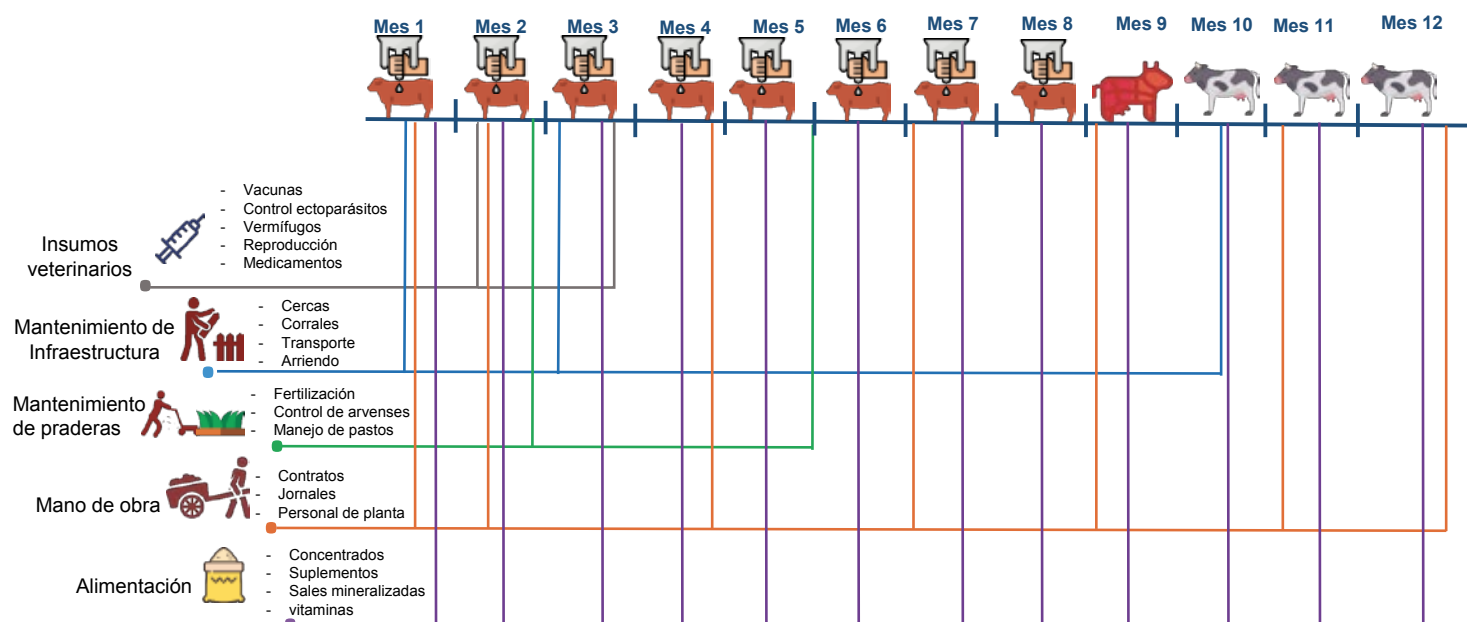 Mes 1 Mes 2 Mes 3 Mes 4 Mes 5 Mes 6 Mes 7 Mes 8 Mes 9 Mes 10 Mes 11 Mes 12
Insumos
veterinarios
- Vacunas
- Control ectoparásitos
- Vermífugos
- Reproducción
- Medicamentos
Mantenimiento de
Infraestructura
- Cercas
- Corrales
- Transporte
- Arriendo
Mantenimiento
de praderas
- Fertilización
- Control de arvenses
- Manejo de pastos
Mano de obra
- Contratos
- Jornales
- Personal de planta
Alimentación
- Concentrados
- Suplementos
- Sales mineralizadas
- vitaminas